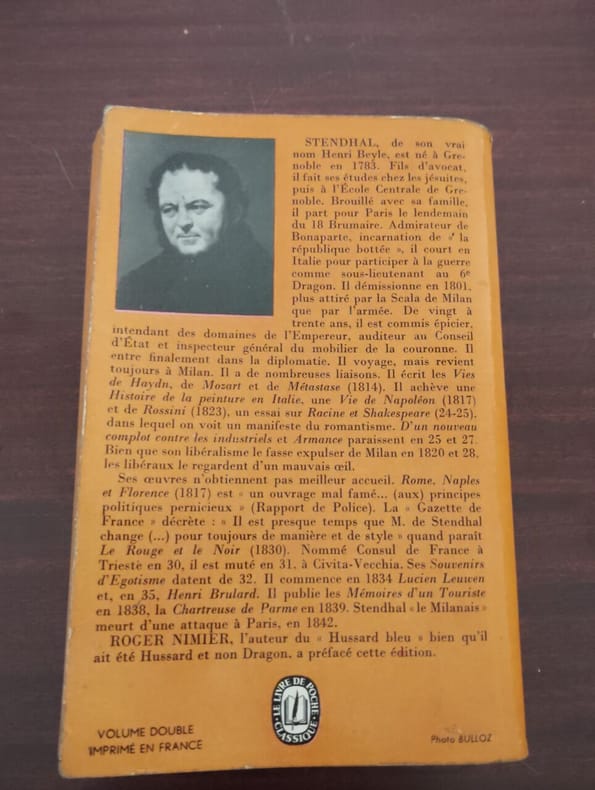 STENDHAL, de son vrai
nom Henri Beyle, est né à Gre-
noble en 1783. Fils d'avocat,
il fait ses études chez les jésuites,
puis à l'École Centrale de Gre-
noble. Brouillé avec sa famille,
il part pour Paris le lendemain
du 18 Brumaire. Admirateur de
Bonaparte, incarnation de « la
république bottée », il court en
Italie pour participer à la guerre
comme sous-lieutenant au 6e
Dragon. Il démissionne en 1801,
plus attiré par la Scala de Milan
que par l'armée. De vingt à
trente ans, il est commis épicier,
intendant des domaines de l'Empereur, auditeur au Conseil
d'État et inspecteur général du mobilier de la couronne. Il
entre finalement dans la diplomatie. Il voyage, mais revient
toujours à Milan. Il a de nombreuses liaisons. Il écrit les Vies
de Haydn, de Mozart et de Métastase (1814). Il achève une
Histoire de la peinture en Italie, une Vie de Napoléon (1817)
et de Rossini (1823), un essai sur Racine et Shakespeare (24-25),
dans lequel on voit un manifeste du romantisme. D'un nouveau
complot contre les industriels et Armance paraissent en 25 et 27.
Bien que son libéralisme le fasse expulser de Milan en 1820 et 28,
les libéraux le regardent d'un mauvais œil.
Ses œuvres n'obtiennent pas meilleur accueil. Rome, Naples
et Florence (1817) est « un ouvrage mal famé... (aux) principes
politiques pernicieux » (Rapport de Police). La « Gazette de
France » décrète : « Il est presque temps que M. de Stendhal
change (...) pour toujours de manière et de style » quand paraît
Le Rouge et le Noir (1830). Nommé Consul de France à
Trieste en 30, il est muté en 31, à Civita-Vecchia. Ses Souvenirs
d'Egotisme datent de 32. Il commence en 1834 Lucien Leuwen
et, en 35, Henri Brulard. Il publie les Mémoires d'un Touriste
en 1838, la Chartreuse de Parme en 1839. Stendhal « le Milanais »
meurt d'une attaque à Paris, en 1842.
ROGER NIMIER, l'auteur du « Hussard bleu » bien qu'il
ait été Hussard et non Dragon, a préfacé cette édition.
LE LIVRE DE POCHE
CLASSIQUE
VOLUME DOUBLE
IMPRIMÉ EN FRANCE
Photo BULLOZ